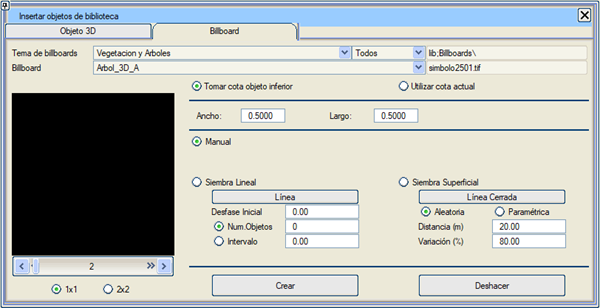 Insertar objetos de biblioteca
Objeto 3D Billboard
Tema de billboards Vegetacion y Arboles Todos lib;Billboards\
Billboard Arbol_3D_A simbolo2501.tif
Tomar cota objeto inferior Utilizar cota actual
Ancho: 0.5000 Largo: 0.5000
Manual
Siembra Lineal Siembra Superficial
Línea Línea Cerrada
Desfase Inicial 0.00 Aleatoria Paramétrica
Num.Objetos 0 Distancia (m) 20.00
Intervalo 0.00 Variación (%) 80.00
2
1x1 2x2 Crear Deshacer